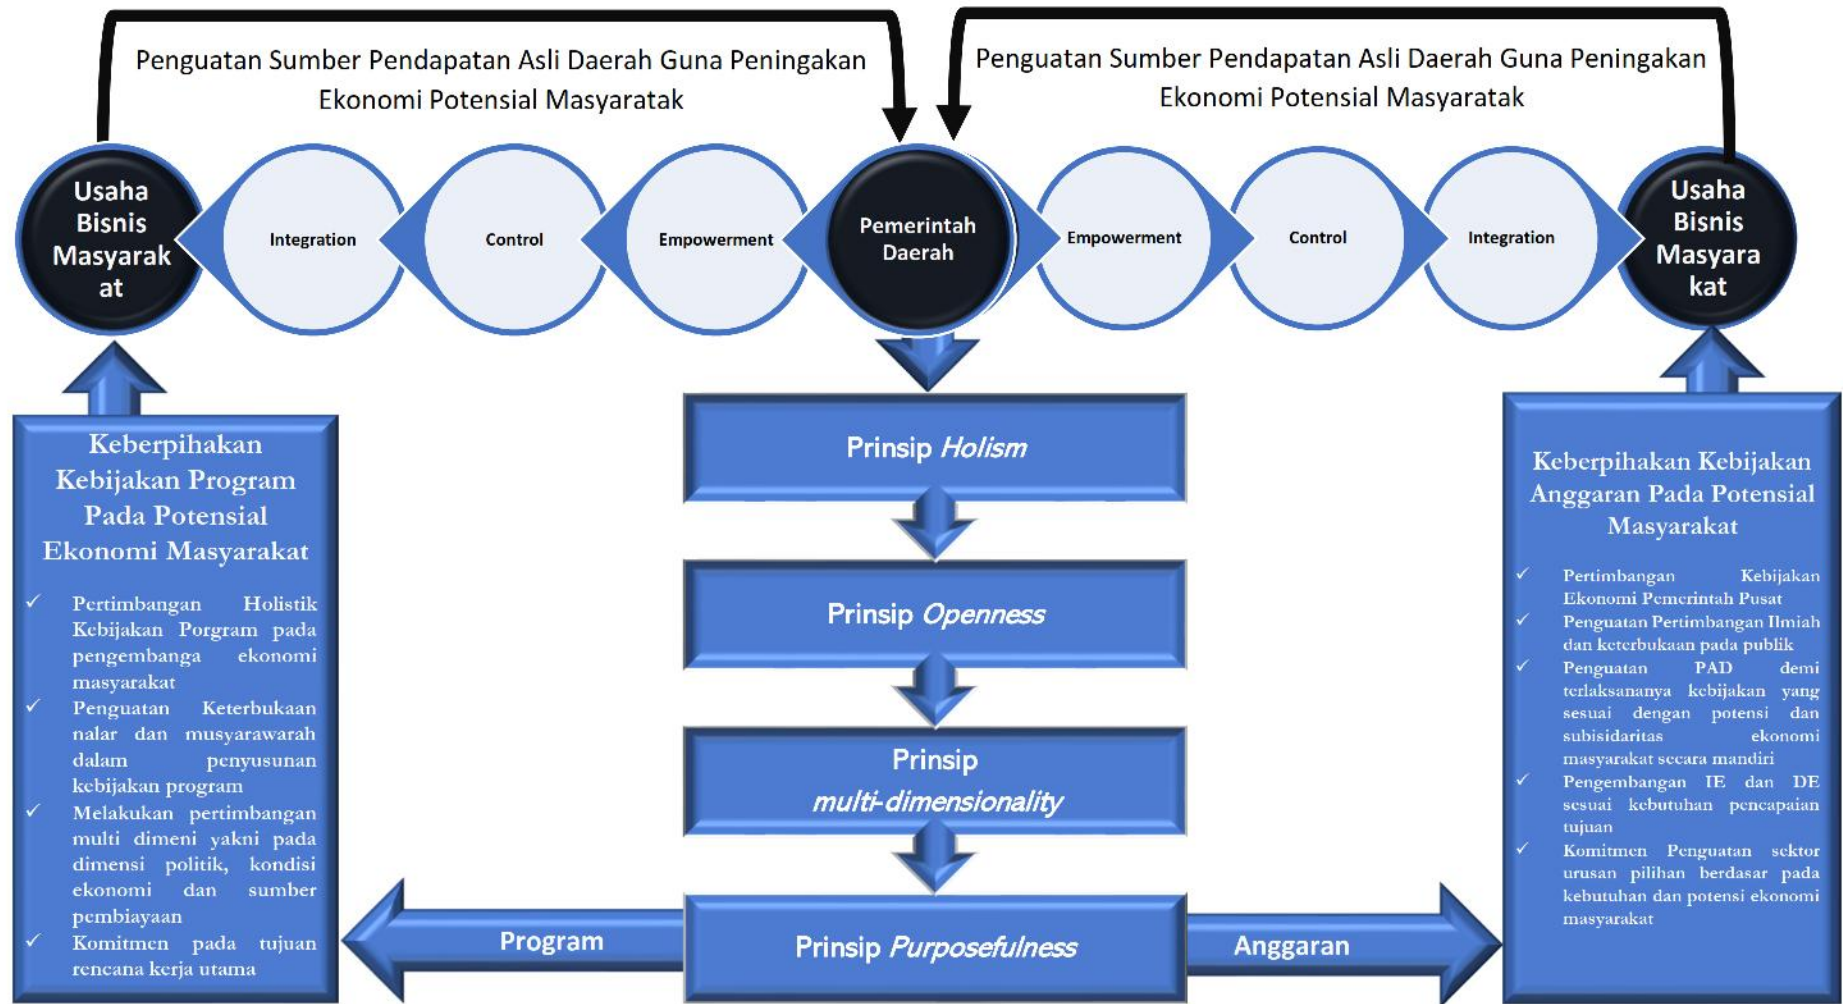 Penguatan Sumber Pendapatan Asli Daerah Guna Peningakan
Ekonomi Potensial Masyaratak
Penguatan Sumber Pendapatan Asli Daerah Guna Peningakan
Ekonomi Potensial Masyaratak
Usaha
Bisnis
Masyarak
at
Integration
Control
Empowerment
Pemerintah
Daerah
Empowerment
Control
Integration
Usaha
Bisnis
Masyara
kat
Keberpihakan
Kebijakan Program
Pada Potensial
Ekonomi Masyarakat
✓ Pertimbangan Holistik
Kebijakan Porgram pada
pengembanga ekonomi
masyarakat
✓ Penguatan Keterbukaan
nalar dan musyarawarah
dalam penyusunan
kebijakan program
✓ Melakukan pertimbangan
multi dimeni yakni pada
dimensi politik, kondisi
ekonomi dan sumber
pembiayaan
✓ Komitmen pada tujuan
rencana kerja utama
Prinsip Holism
Prinsip Openness
Prinsip
multi-dimensionality
Program
Prinsip Purposefulness
Anggaran
Keberpihakan Kebijakan
Anggaran Pada Potensial
Masyarakat
✓ Pertimbangan Kebijakan
Ekonomi Pemerintah Pusat
✓ Penguatan Pertimbangan Ilmiah
dan keterbukaan pada publik
✓ Penguatan PAD demi
terlaksananya kebijakan yang
sesuai dengan potensi dan
subisidaritas ekonomi
masyarakat secara mandiri
✓ Pengembangan IE dan DE
sesuai kebutuhan pencapaian
tujuan
✓ Komitmen Penguatan sektor
urusan pilihan berdasar pada
kebutuhan dan potensi ekonomi
masyarakat